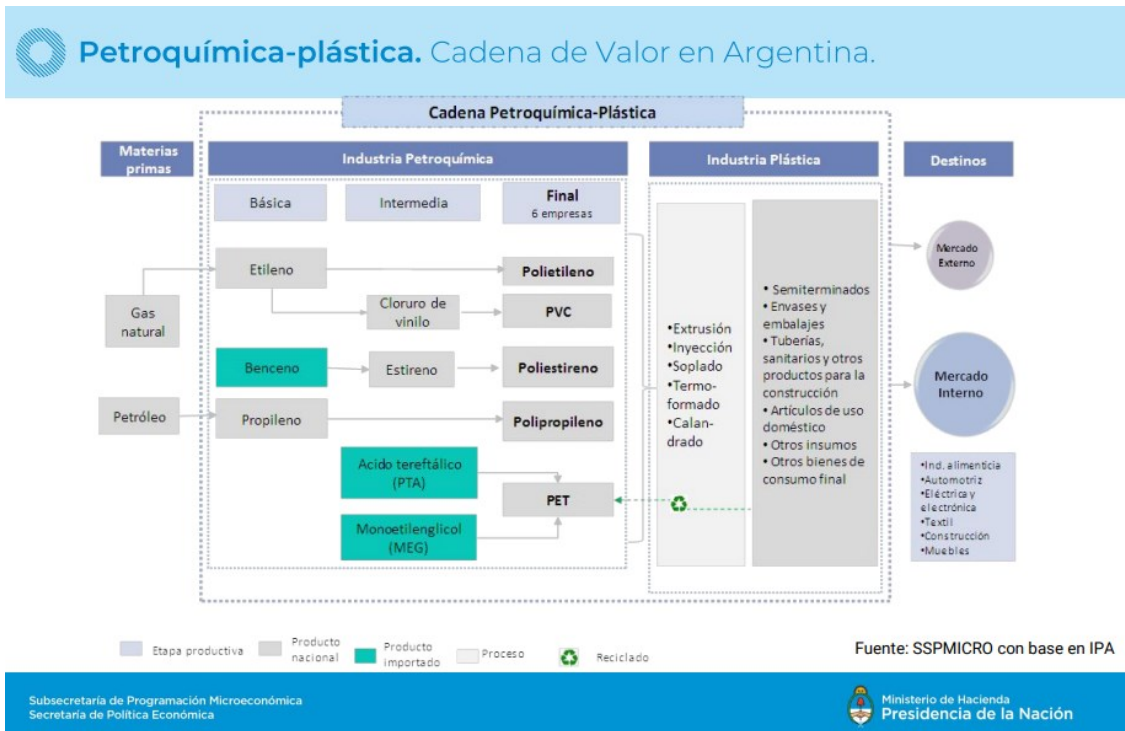 Petroquímica-plástica. Cadena de Valor en Argentina.
Cadena Petroquímica-Plástica
Materias
primas
Industria Petroquímica
Industria Plástica
Destinos
Básica
Intermedia
Final
6 empresas
Gas
natural
Petróleo
Etileno
Polietileno
Cloruro de
vinilo
PVC
Benceno
Estireno
Poliestireno
Propileno
Polipropileno
Acido tereftálico
(PTA)
PET
Monoetilenglicol
(MEG)
•Extrusión
•Inyección
•Soplado
•Termo-
formado
•Calan-
drado
• Semiterminados
• Envases y
embalajes
• Tuberías,
sanitarios y otros
productos para la
construcción
• Artículos de uso
doméstico
• Otros insumos
• Otros bienes de
consumo final
Mercado
Externo
Mercado
Interno
•Ind. alimenticia
•Automotriz
•Eléctrica y
electrónica
•Textil
•Construcción
•Muebles
Etapa productiva
Producto
nacional
Producto
importado
Proceso
Reciclado
Fuente: SSPMICRO con base en IPA
Subsecretaría de Programación Microeconómica
Secretaría de Política Económica
Ministerio de Hacienda
Presidencia de la Nación